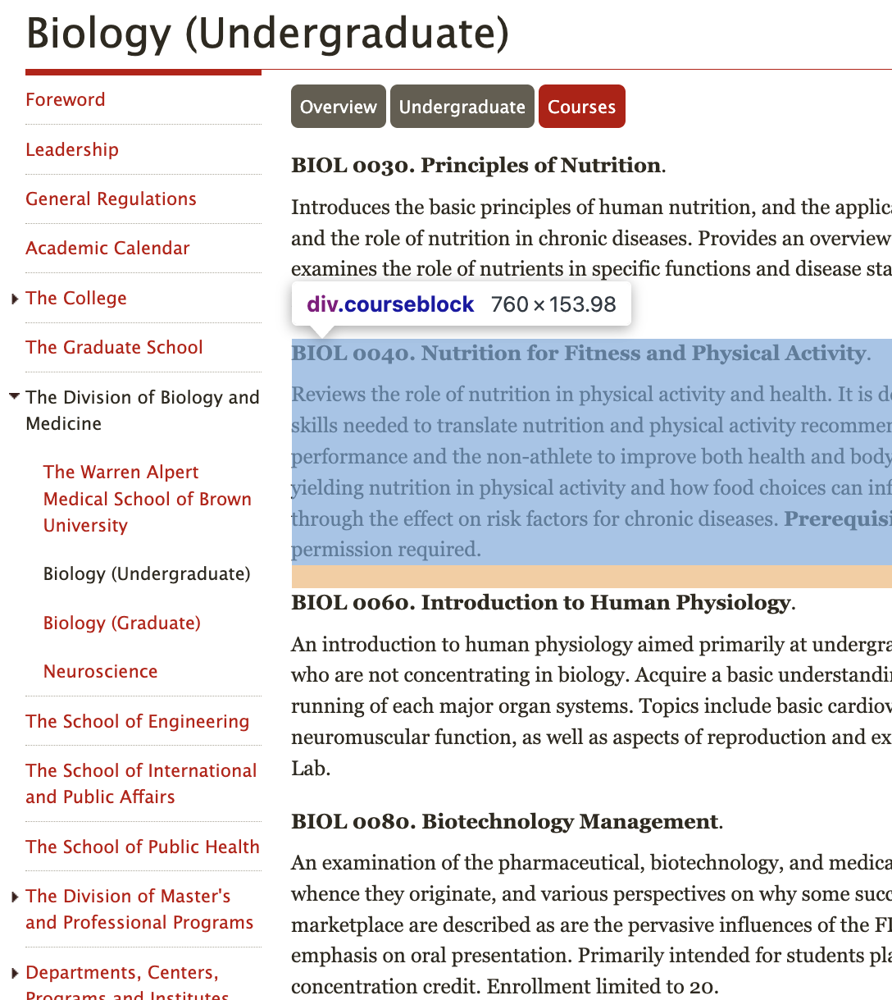 Biology (Undergraduate)
Foreword
Leadership
General Regulations
Academic Calendar
The College
The Graduate School
The Division of Biology and
Medicine
The Warren Alpert
Medical School of Brown
University
Biology (Undergraduate)
Biology (Graduate)
Neuroscience
The School of Engineering
The School of International
and Public Affairs
The School of Public Health
The Division of Master's
and Professional Programs
Departments, Centers,
Programs and Institutes
Overview Undergraduate Courses
BIOL 0030. Principles of Nutrition.
Introduces the basic principles of human nutrition, and the
and the role of nutrition in chronic diseases. Provides an overview
examines the role of nutrients in specific functions and disease
div.courseblock 760 × 153.98
BIOL 0040. Nutrition for Fitness and Physical Activity.
Reviews the role of nutrition in physical activity and health. It is
skills needed to translate nutrition and physical activity
performance and the non-athlete to improve both health and body
yielding nutrition in physical activity and how food choices can
through the effect on risk factors for chronic diseases.
permission required.
BIOL 0060. Introduction to Human Physiology.
An introduction to human physiology aimed primarily at
who are not concentrating in biology. Acquire a basic
running of each major organ systems. Topics include basic
neuromuscular function, as well as aspects of reproduction and
Lab.
BIOL 0080. Biotechnology Management.
An examination of the pharmaceutical, biotechnology, and
whence they originate, and various perspectives on why some
marketplace are described as are the pervasive influences of the
emphasis on oral presentation. Primarily intended for students
concentration credit. Enrollment limited to 20.